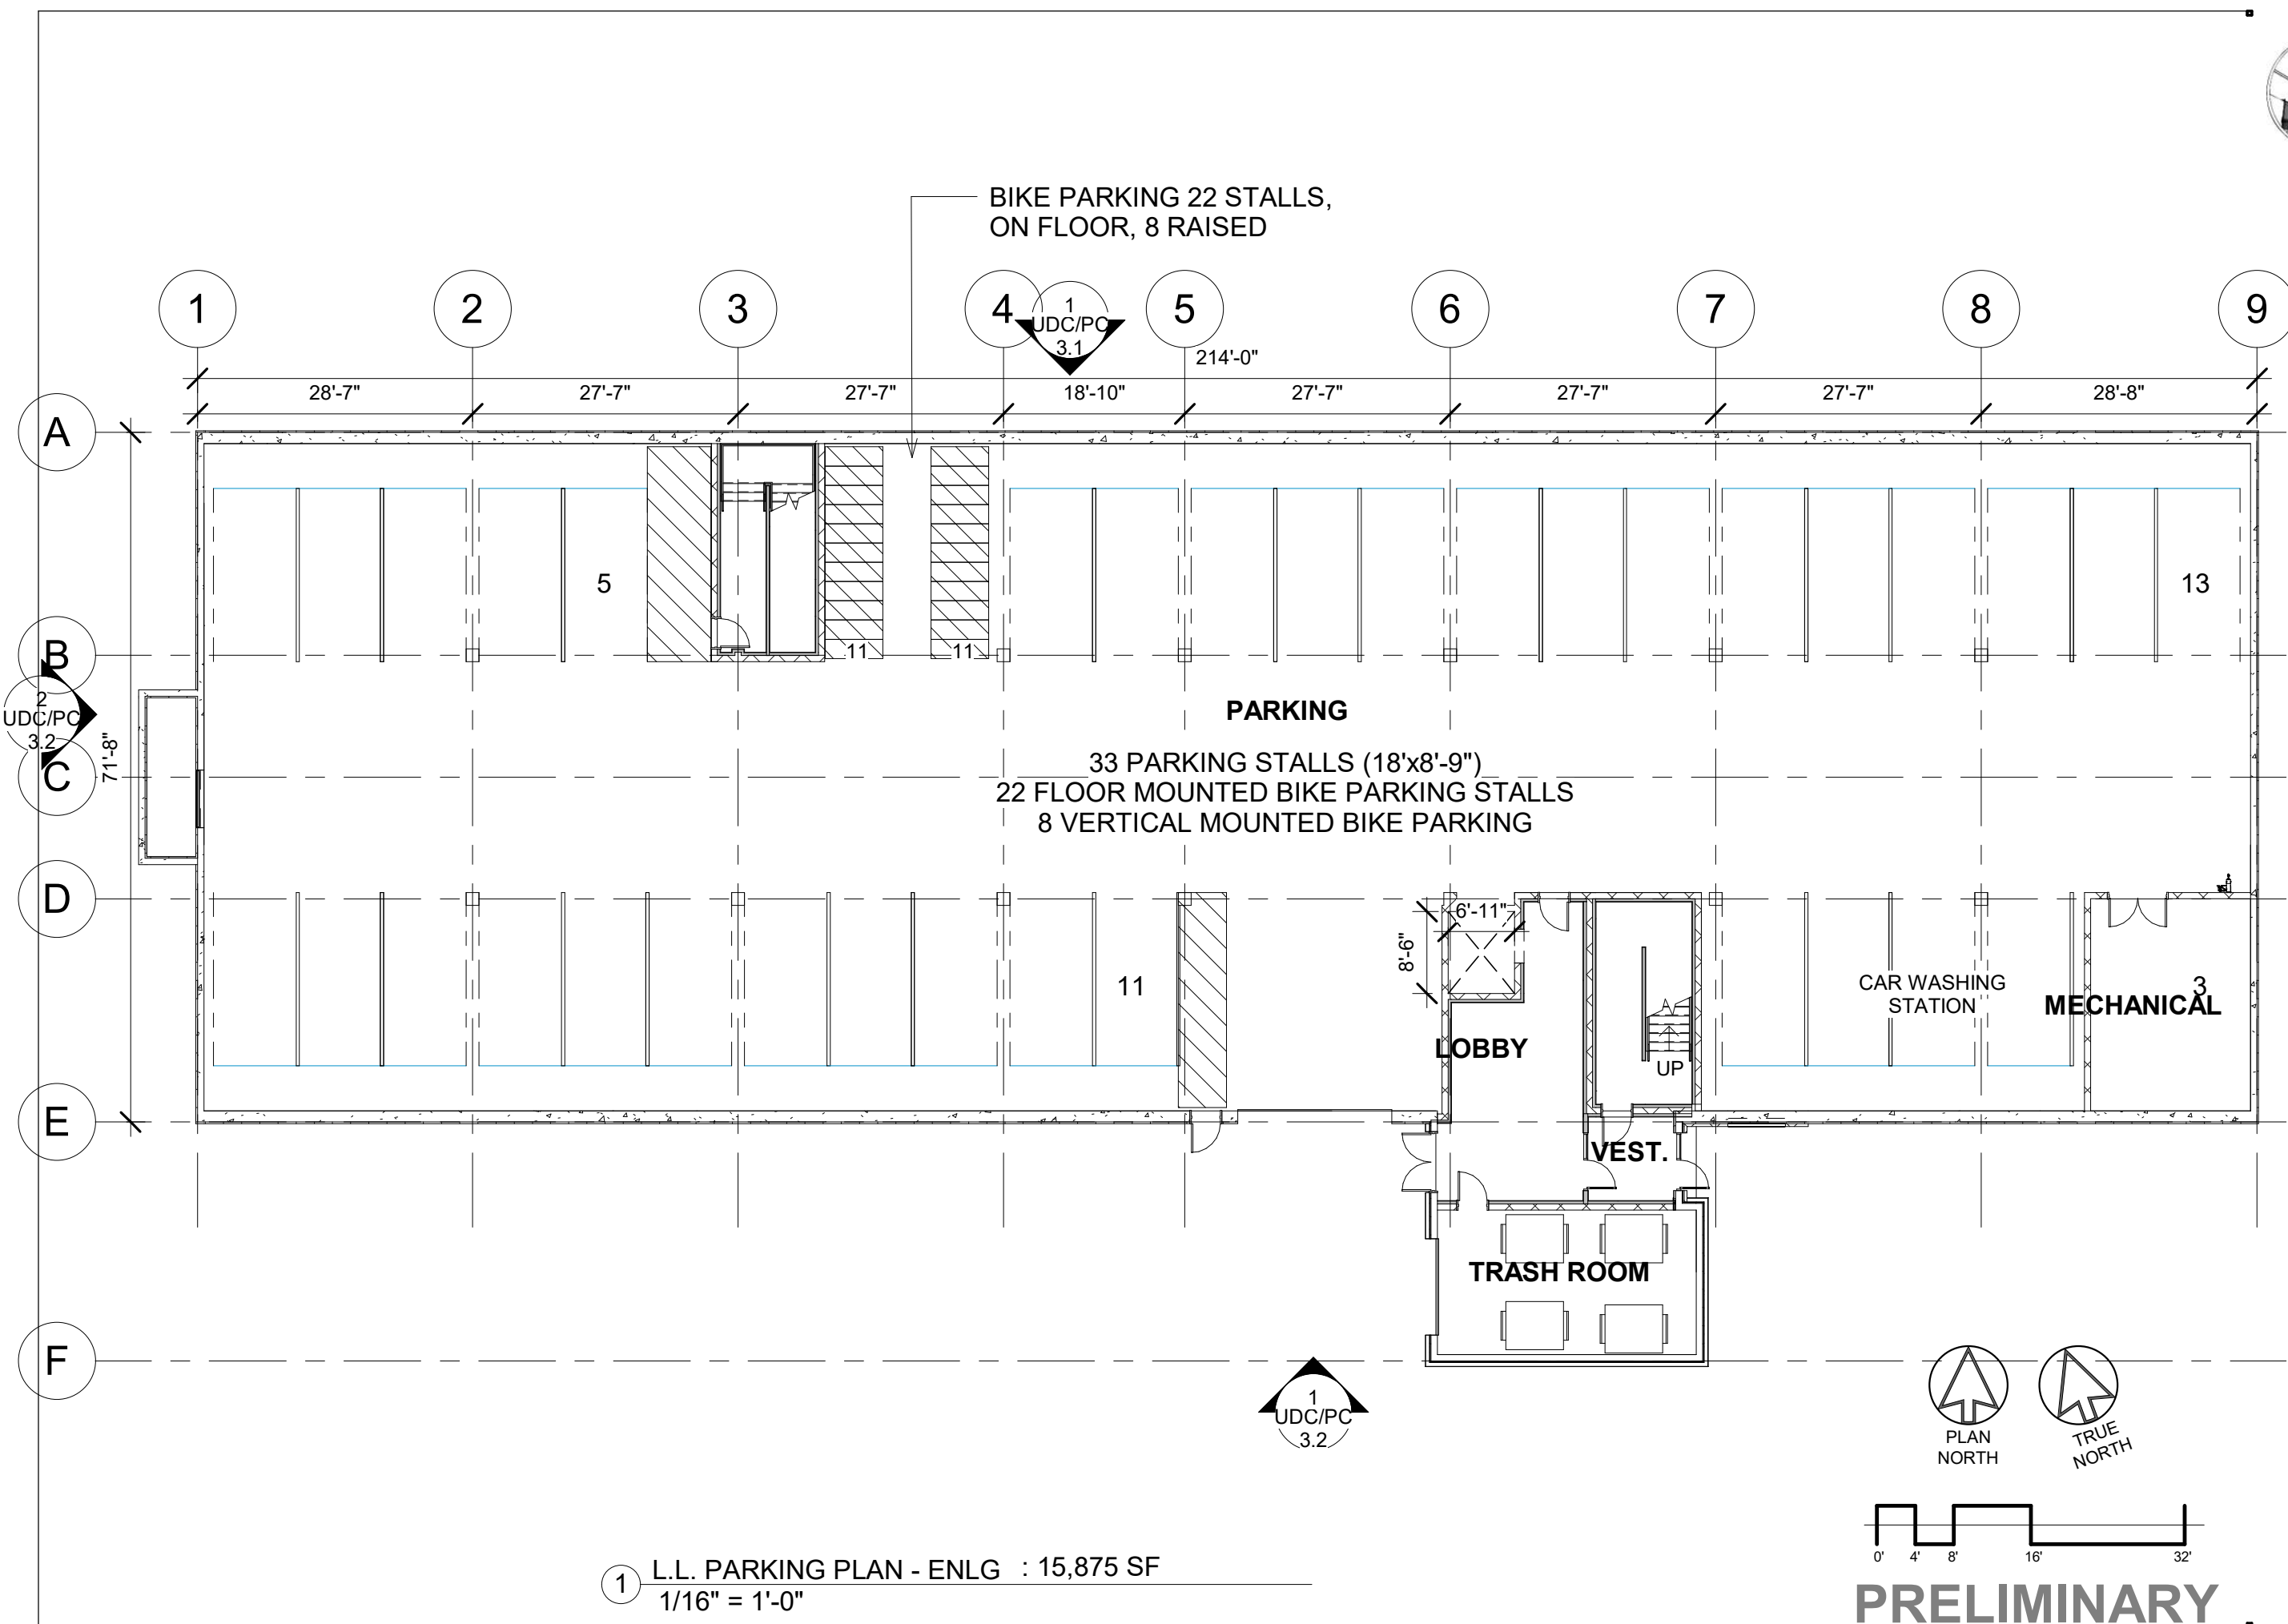 BIKE PARKING 22 STALLS,
ON FLOOR, 8 RAISED
1
2
3
4
1
UDC/PC
3.1
5
6
7
8
9
214'-0"
28'-7"
27'-7"
27'-7"
18'-10"
27'-7"
27'-7"
27'-7"
28'-8"
A
5
13
B
11
11
2
UDC/PC
3.2
71'-8"
C
PARKING
33 PARKING STALLS (18'x8'-9")
22 FLOOR MOUNTED BIKE PARKING STALLS
8 VERTICAL MOUNTED BIKE PARKING
D
6'-11"
8'-6"
11
CAR WASHING
STATION
3
MECHANICAL
LOBBY
UP
E
VEST.
TRASH ROOM
F
1
UDC/PC
3.2
PLAN
NORTH
TRUE
NORTH
0'
4'
8'
16'
32'
1
L.L. PARKING PLAN - ENLG : 15,875 SF
1/16" = 1'-0"
PRELIMINARY